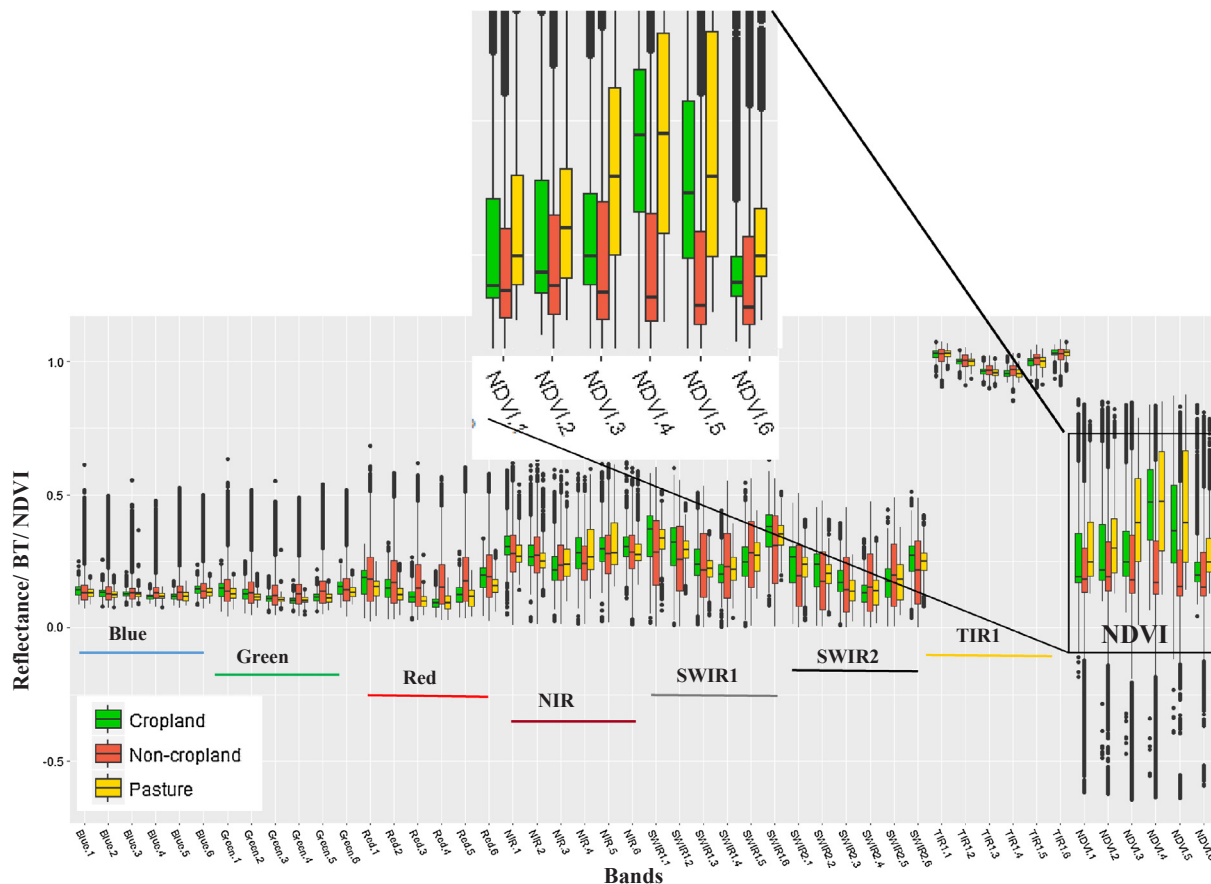 NDVI.1 NDVI.2 NDVI.3 NDVI.4 NDVI.5 NDVI.6
Reflectance/ BT/ NDVI
1.0
0.5
0.0
-0.5
Blue
Green
Red
NIR
SWIR1
SWIR2
TIR1
NDVI
Cropland
Non-cropland
Pasture
Blue.1 Blue.2 Blue.3 Blue.4 Blue.5 Blue.6 Green.1 Green.2 Green.3 Green.4 Green.5 Green.6 Red.1 Red.2 Red.3 Red.4 Red.5 Red.6 NIR.1 NIR.2 NIR.3 NIR.4 NIR.5 NIR.6 SWIR1.1 SWIR1.2 SWIR1.3 SWIR1.4 SWIR1.5 SWIR1.6 SWIR2.1 SWIR2.2 SWIR2.3 SWIR2.4 SWIR2.5 SWIR2.6 TIR1.1 TIR1.2 TIR1.3 TIR1.4 TIR1.5 TIR1.6 NDVI.1 NDVI.2 NDVI.3 NDVI.4 NDVI.5
Bands